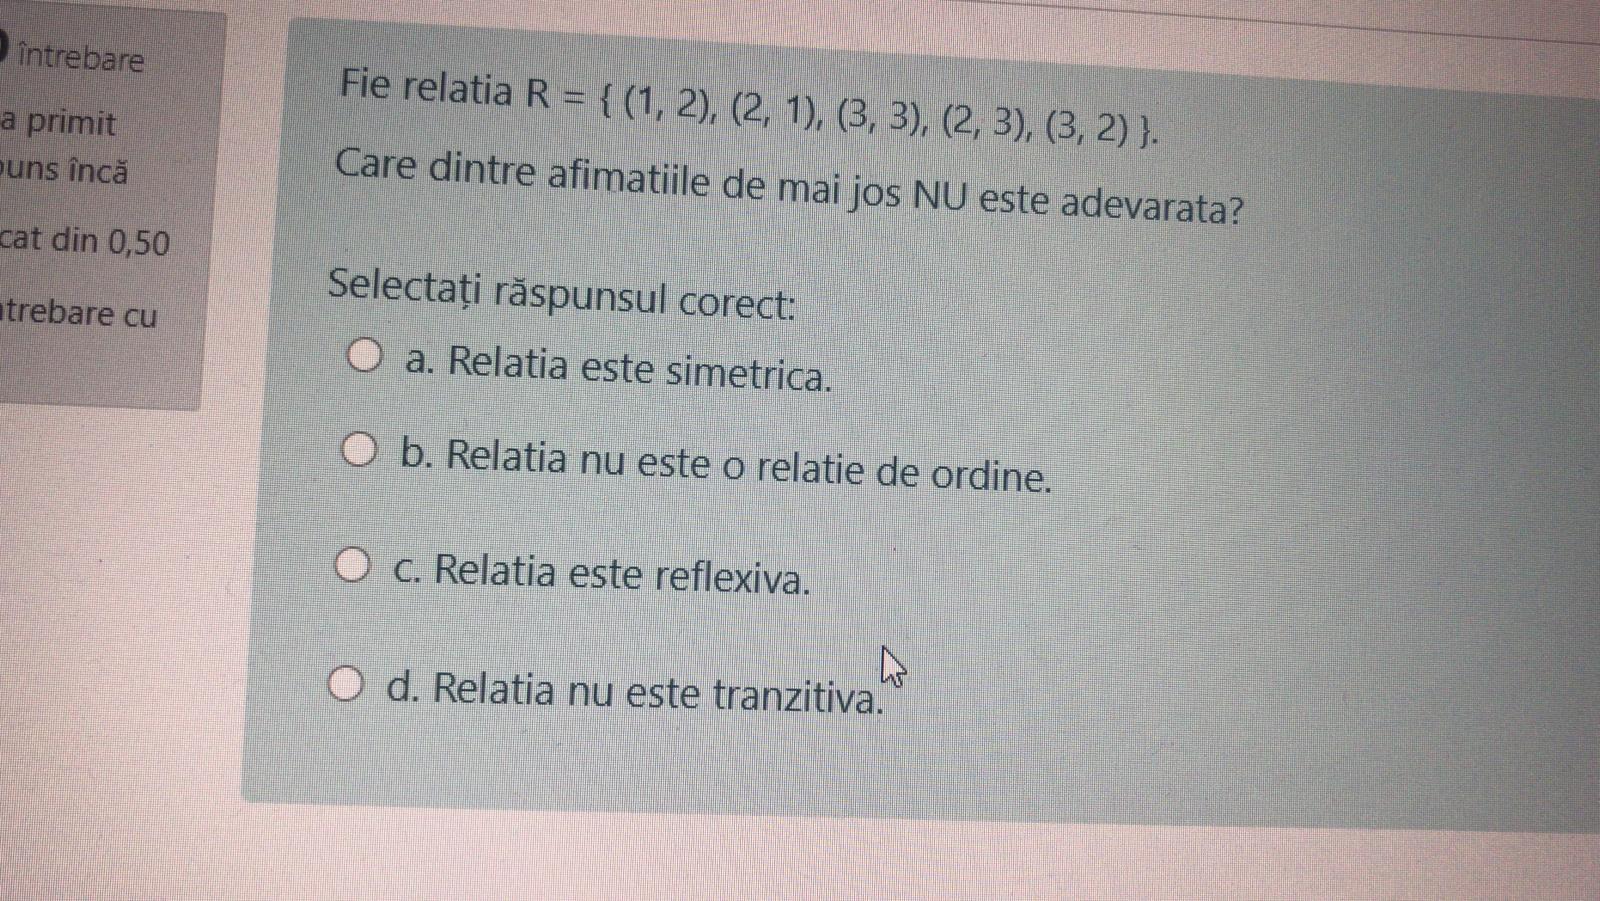 întrebare
a primit
puns încă
cat din 0,50
ntrebare cu
Fie relatia R = { (1, 2), (2, 1), (3, 3), (2, 3), (3, 2) }.
Care dintre afimatiile de mai jos NU este adevarata?
Selectați răspunsul corect:
a. Relatia este simetrica.
b. Relatia nu este o relatie de ordine.
c. Relatia este reflexiva.
d. Relatia nu este tranzitiva.